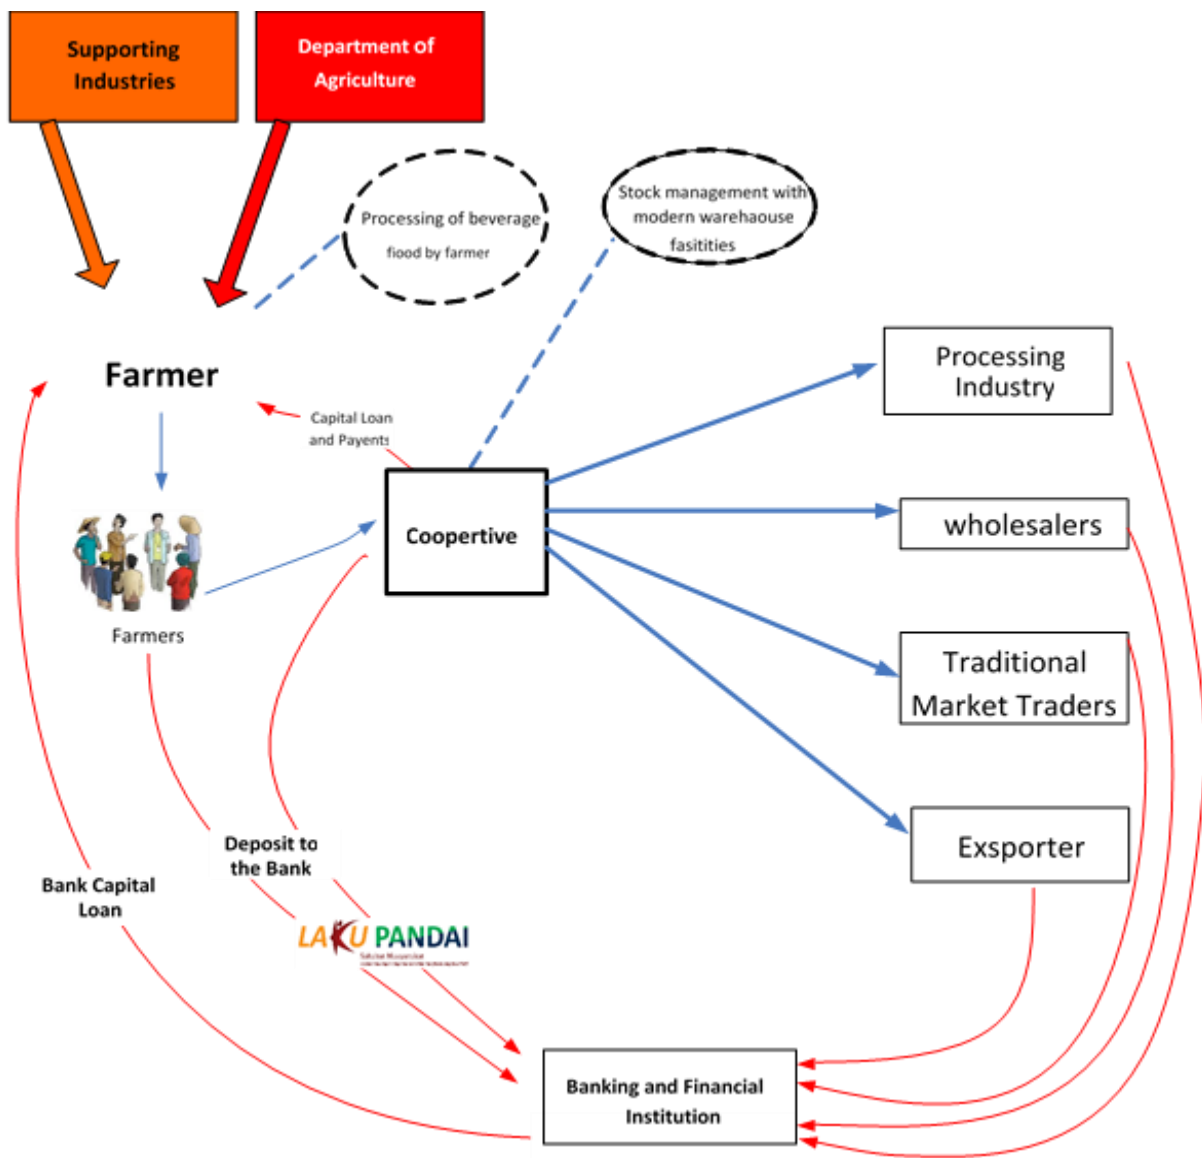 Supporting
Industries
Department of
Agriculture
Processing of beverage
fiood by farmer
Stock management with
modern warehaouse
fasitities
Farmer
Capital Loan
and Payents
Processing
Industry
Coopertive
wholesalers
Farmers
Traditional
Market Traders
Exsporter
Deposit to
the Bank
Bank Capital
Loan
LAKU PANDAI
Banking and Financial
Institution